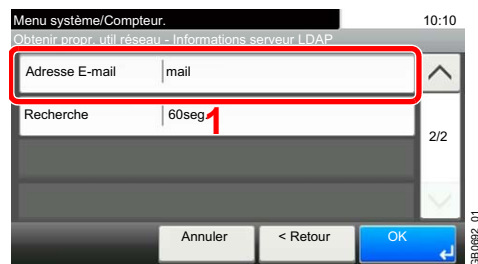 Menu système/Compteur.
10:10
Obtenir propr. util réseau - Informations serveur LDAP
Adresse E-mail mail
Recherche 60seg.
1
2/2
Annuler < Retour OK
GB0692_01